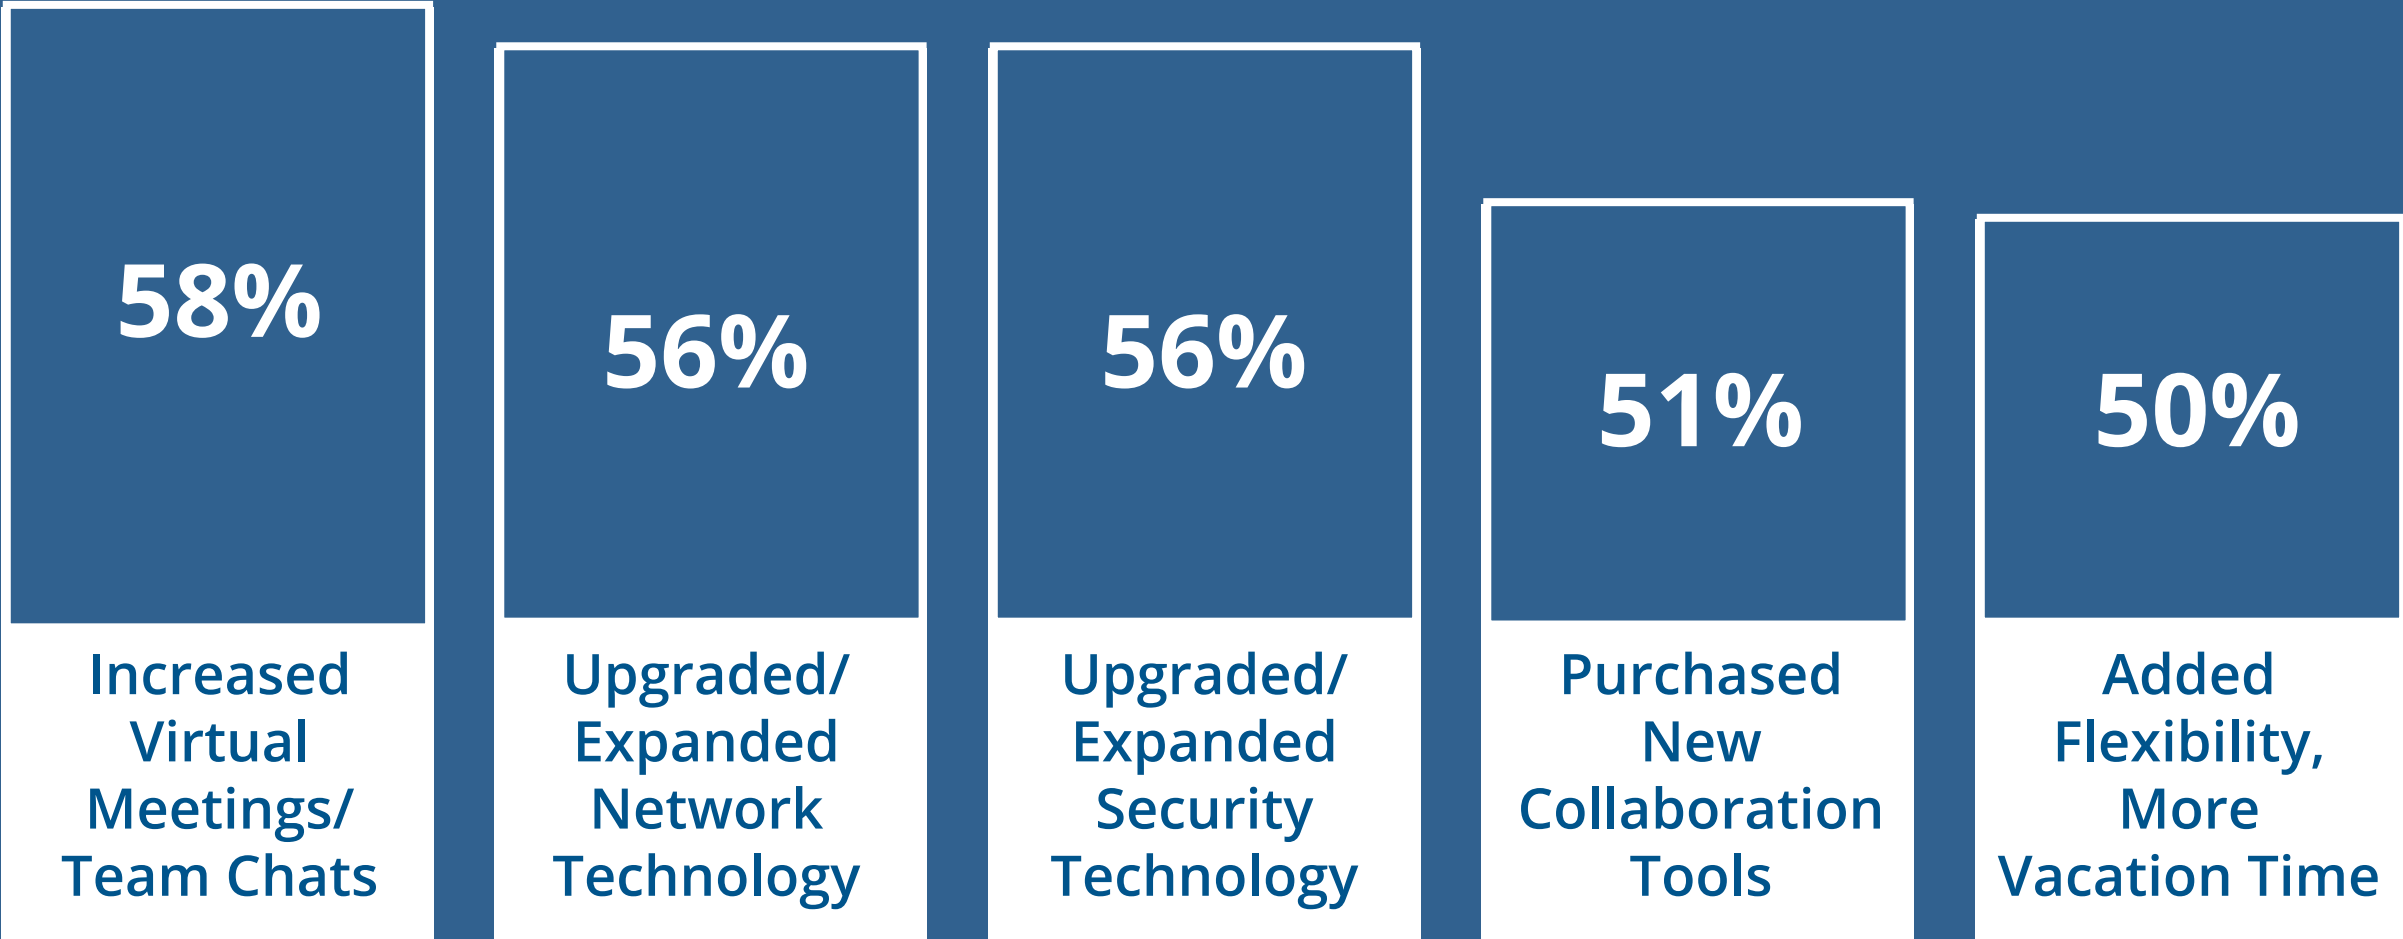 58%
Increased
Virtual
Meetings/
Team Chats
56%
Upgraded/
Expanded
Network
Technology
56%
Upgraded/
Expanded
Security
Technology
51%
Purchased
New
Collaboration
Tools
50%
Added
Flexibility,
More
Vacation Time